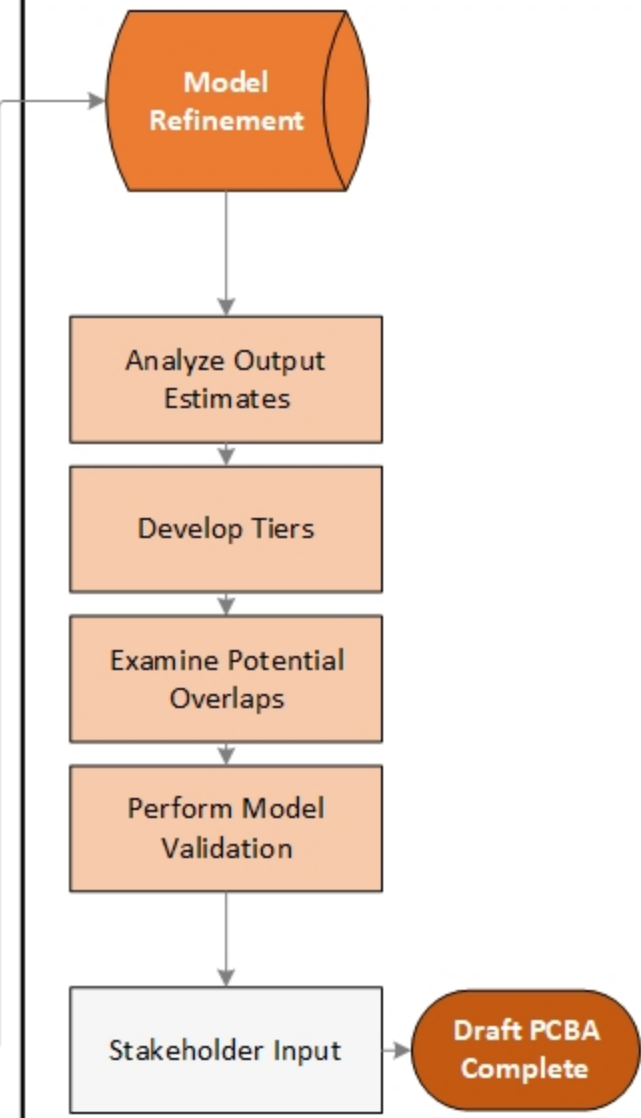 Model
Refinement
Analyze Output
Estimates
Develop Tiers
Examine Potential
Overlaps
Perform Model
Validation
Stakeholder Input
Draft PCBA
Complete